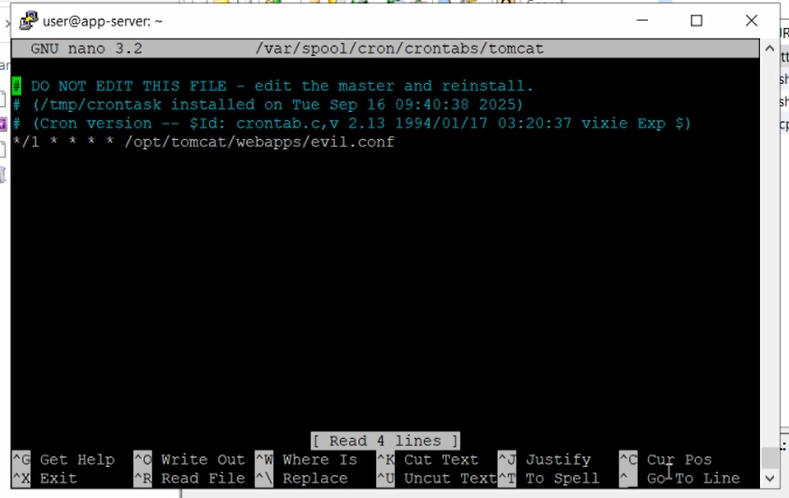 user@app-server: ~
GNU nano 3.2 /var/spool/cron/crontabs/tomcat
# DO NOT EDIT THIS FILE - edit the master and reinstall.
# (/tmp/crontask installed on Tue Sep 16 09:40:38 2025)
# (Cron version -- $Id: crontab.c,v 2.13 1994/01/17 03:20:37 vixie Exp $)
*/1 * * * * /opt/tomcat/webapps/evil.conf
[ Read 4 lines ]
^G Get Help ^O Write Out ^W Where Is ^K Cut Text ^J Justify ^C Cur Pos
^X Exit ^R Read File ^\ Replace ^U Uncut Text ^T To Spell ^_ Go To Line